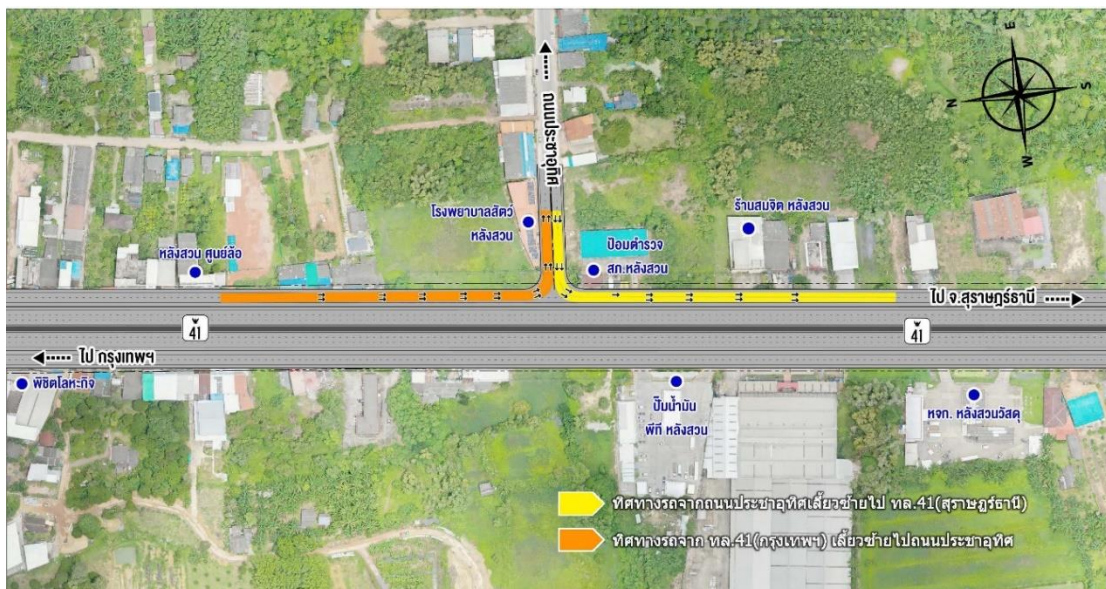 E
N
S
W
ถนนประชาอุทิศ
โรงพยาบาลสัตว์
หลังสวน
ร้านสมจิต หลังสวน
ป้อมตำรวจ
สภ.หลังสวน
หลังสวน ศูนย์ล้อ
ไป จ.สุราษฎร์ธานี
41
41
ไป กรุงเทพฯ
พิชิตโลหะกิจ
ปั๊มน้ำมัน
พีที หลังสวน
หจก. หลังสวนวัสดุ
ทิศทางรถจากถนนประชาอุทิศเลี้ยวซ้ายไป ทล.41(สุราษฎร์ธานี)
ทิศทางรถจาก ทล.41(กรุงเทพฯ) เลี้ยวซ้ายไปถนนประชาอุทิศ